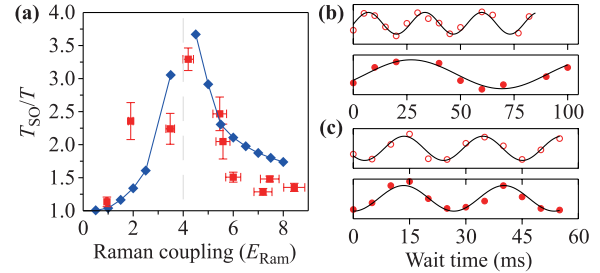 (a)
T_SO/T
4.0
3.5
3.0
2.5
2.0
1.5
1.0
0 2 4 6 8
Raman coupling (E_Ram)
(b)
0 25 50 75 100
(c)
0 15 30 45 60
Wait time (ms)